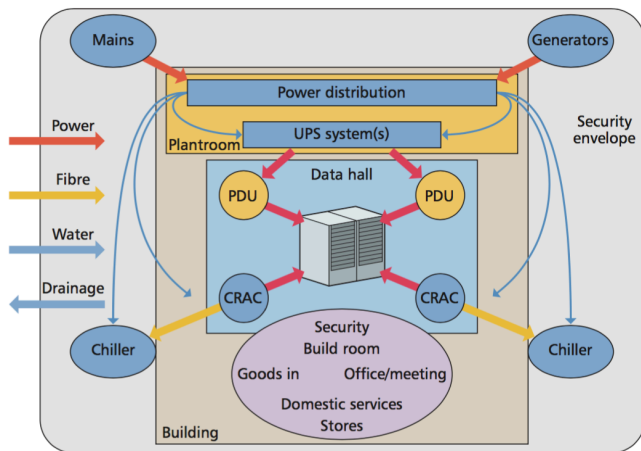 Mains
Generators
Power distribution
UPS system(s)
Plantroom
Security
envelope
Power
Fibre
Water
Drainage
Data hall
PDU
PDU
CRAC
CRAC
Chiller
Chiller
Security
Build room
Goods in
Office/meeting
Domestic services
Stores
Building